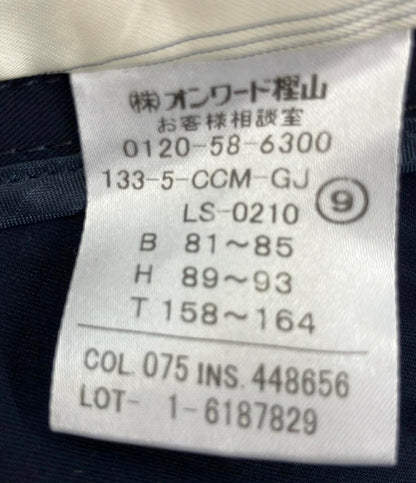 (株)オンワード樫山
お客様相談室
0120-58-6300
133-5-CCM-GJ
LS-0210 ⑨
B 81～85
H 89～93
T 158～164
COL. 075 INS. 448656
LOT- 1-6187829